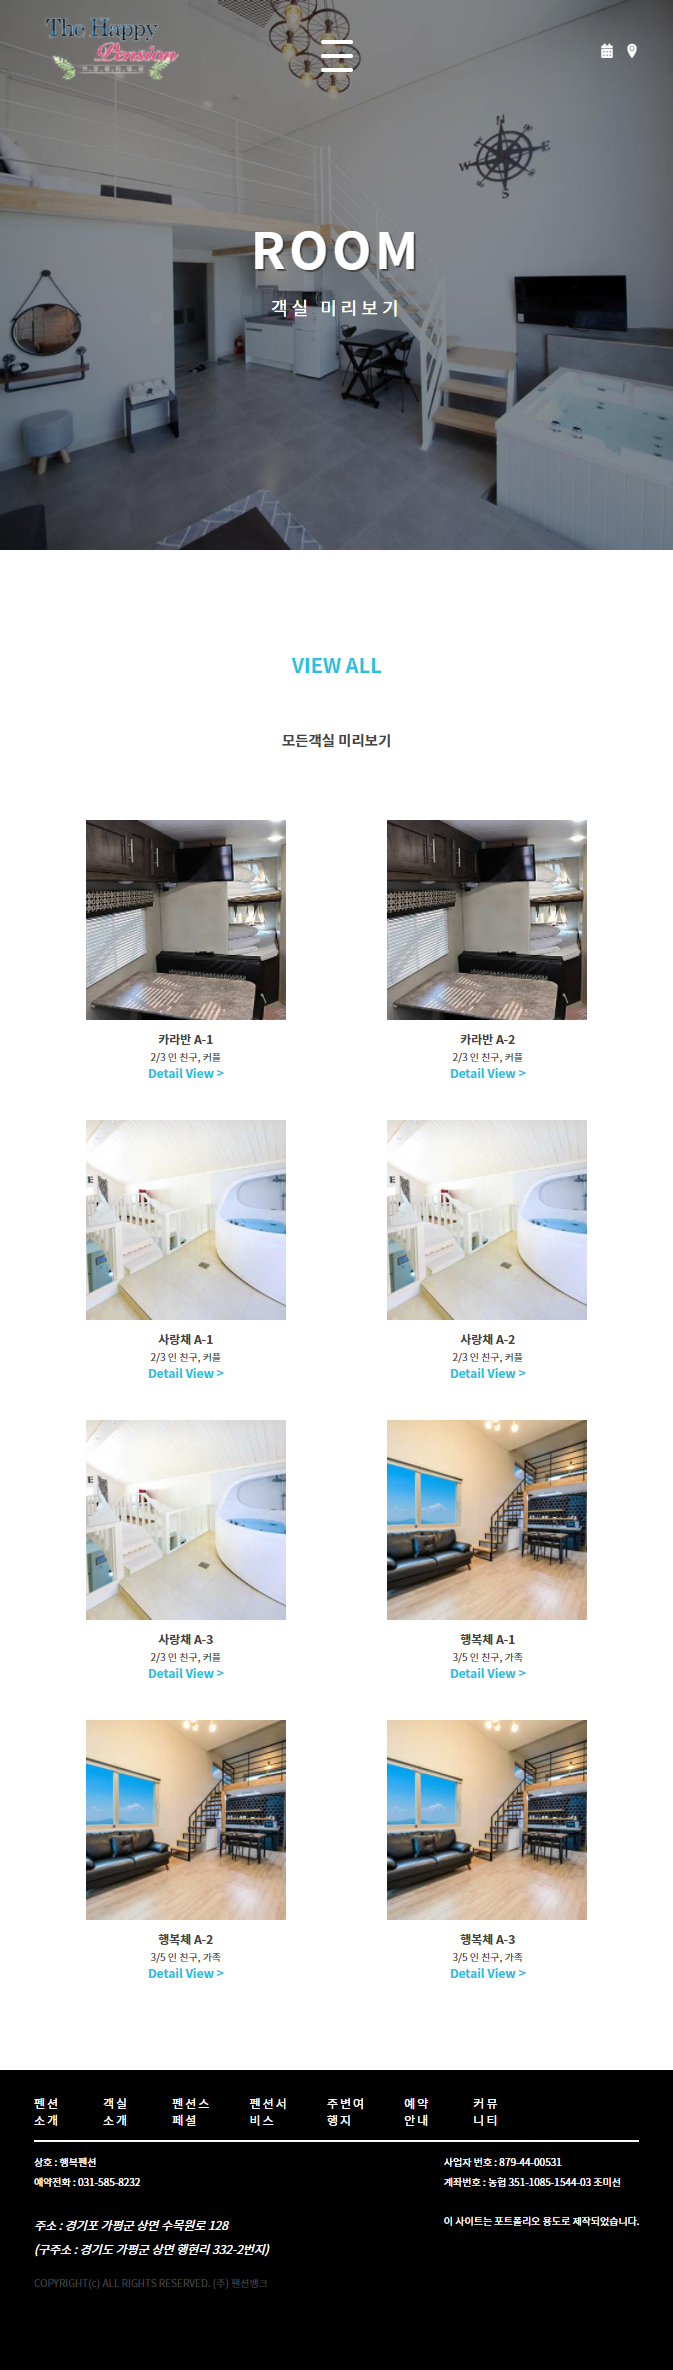 The Happy
Pension
ROOM
객실 미리보기
VIEW ALL
모든객실 미리보기
카라반 A-1
2/3 인 친구, 커플
Detail View >
카라반 A-2
2/3 인 친구, 커플
Detail View >
사랑채 A-1
2/3 인 친구, 커플
Detail View >
사랑채 A-2
2/3 인 친구, 커플
Detail View >
사랑채 A-3
2/3 인 친구, 커플
Detail View >
행복체 A-1
3/5 인 친구, 가족
Detail View >
행복체 A-2
3/5 인 친구, 가족
Detail View >
행복체 A-3
3/5 인 친구, 가족
Detail View >
펜션
소개
객실
소개
펜션스
페셜
펜션서
비스
주변여
행지
예약
안내
커뮤
니티
상호 : 행복펜션
예약전화 : 031-585-8232
사업자 번호 : 879-44-00531
계좌번호 : 농협 351-1085-1544-03 조미선
주소 : 경기포 가평군 상면 수목원로 128
(구주소 : 경기도 가평군 상면 행현리 332-2번지)
이 사이트는 포트폴리오 용도로 제작되었습니다.
COPYRIGHT(c) ALL RIGHTS RESERVED. (주) 팬션뱅크